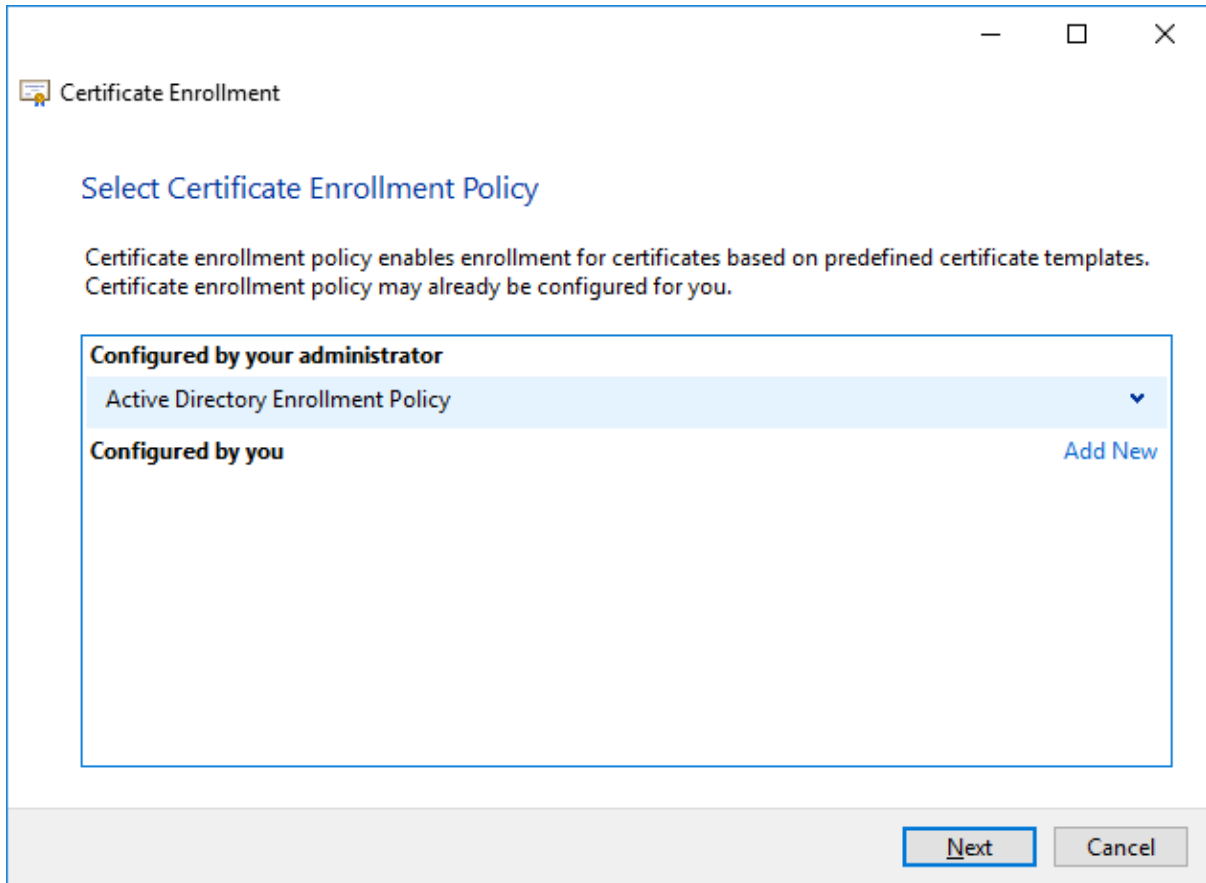 Certificate Enrollment
Select Certificate Enrollment Policy
Certificate enrollment policy enables enrollment for certificates based on predefined certificate templates.
Certificate enrollment policy may already be configured for you.
Configured by your administrator
Active Directory Enrollment Policy
Configured by you Add New
Next Cancel